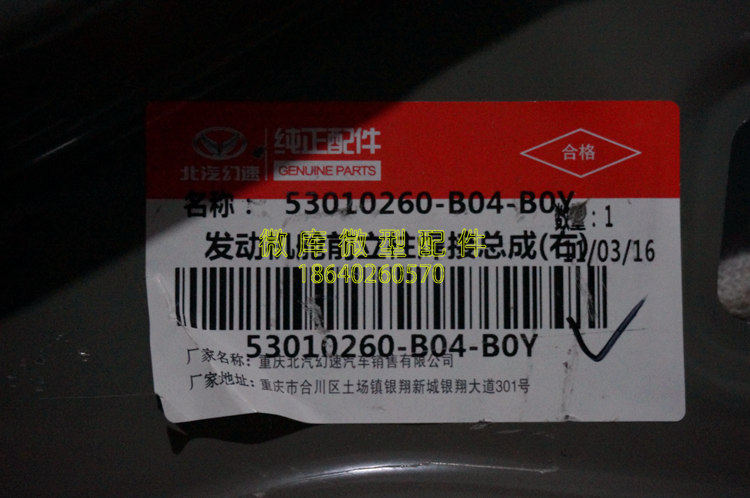 北汽幻速
纯正配件
GENUINE PARTS
合格
名称： 53010260-B04-B0Y
数量：1
发动机舱前立柱焊接总成(右)
11/03/16
微库微型配件
18640260570
53010260-B04-B0Y
厂家名称：重庆北汽幻速汽车销售有限公司
厂家地址：重庆市合川区土场镇银翔新城银翔大道301号